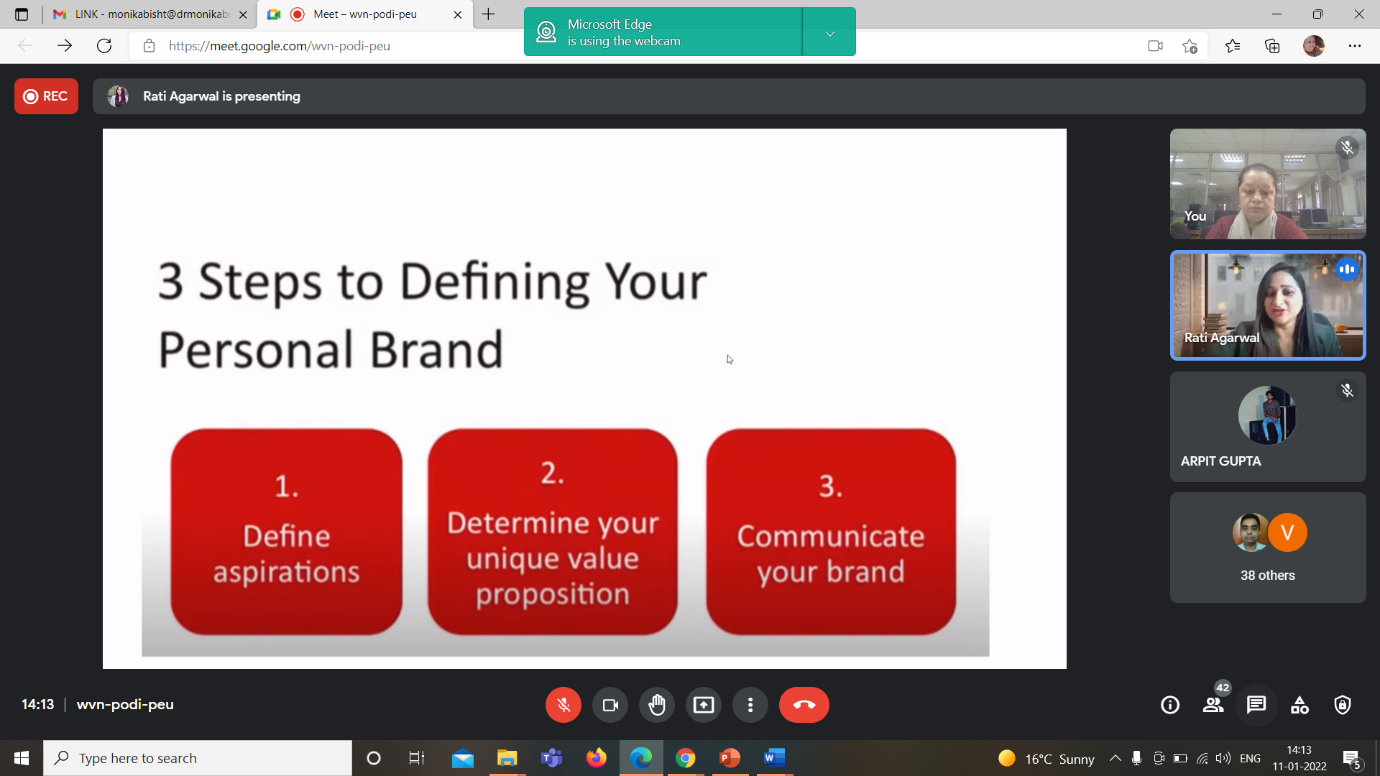 LINK - monikabisht@drmonikabi
Meet – wvn-podi-peu
Microsoft Edge
is using the webcam
https://meet.google.com/wvn-podi-peu
REC
Rati Agarwal is presenting
3 Steps to Defining Your
Personal Brand
1.
Define
aspirations
2.
Determine your
unique value
proposition
3.
Communicate
your brand
You
Rati Agarwal
ARPIT GUPTA
V
38 others
14:13 | wvn-podi-peu
42
Type here to search
16°C Sunny
ENG
14:13
11-01-2022
5